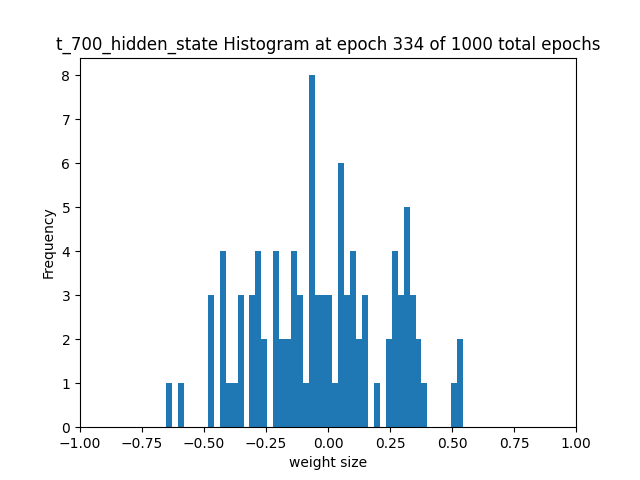 t_700_hidden_state Histogram at epoch 334 of 1000 total epochs
Frequency
8
7
6
5
4
3
2
1
0
−1.00 −0.75 −0.50 −0.25 0.00 0.25 0.50 0.75 1.00
weight size